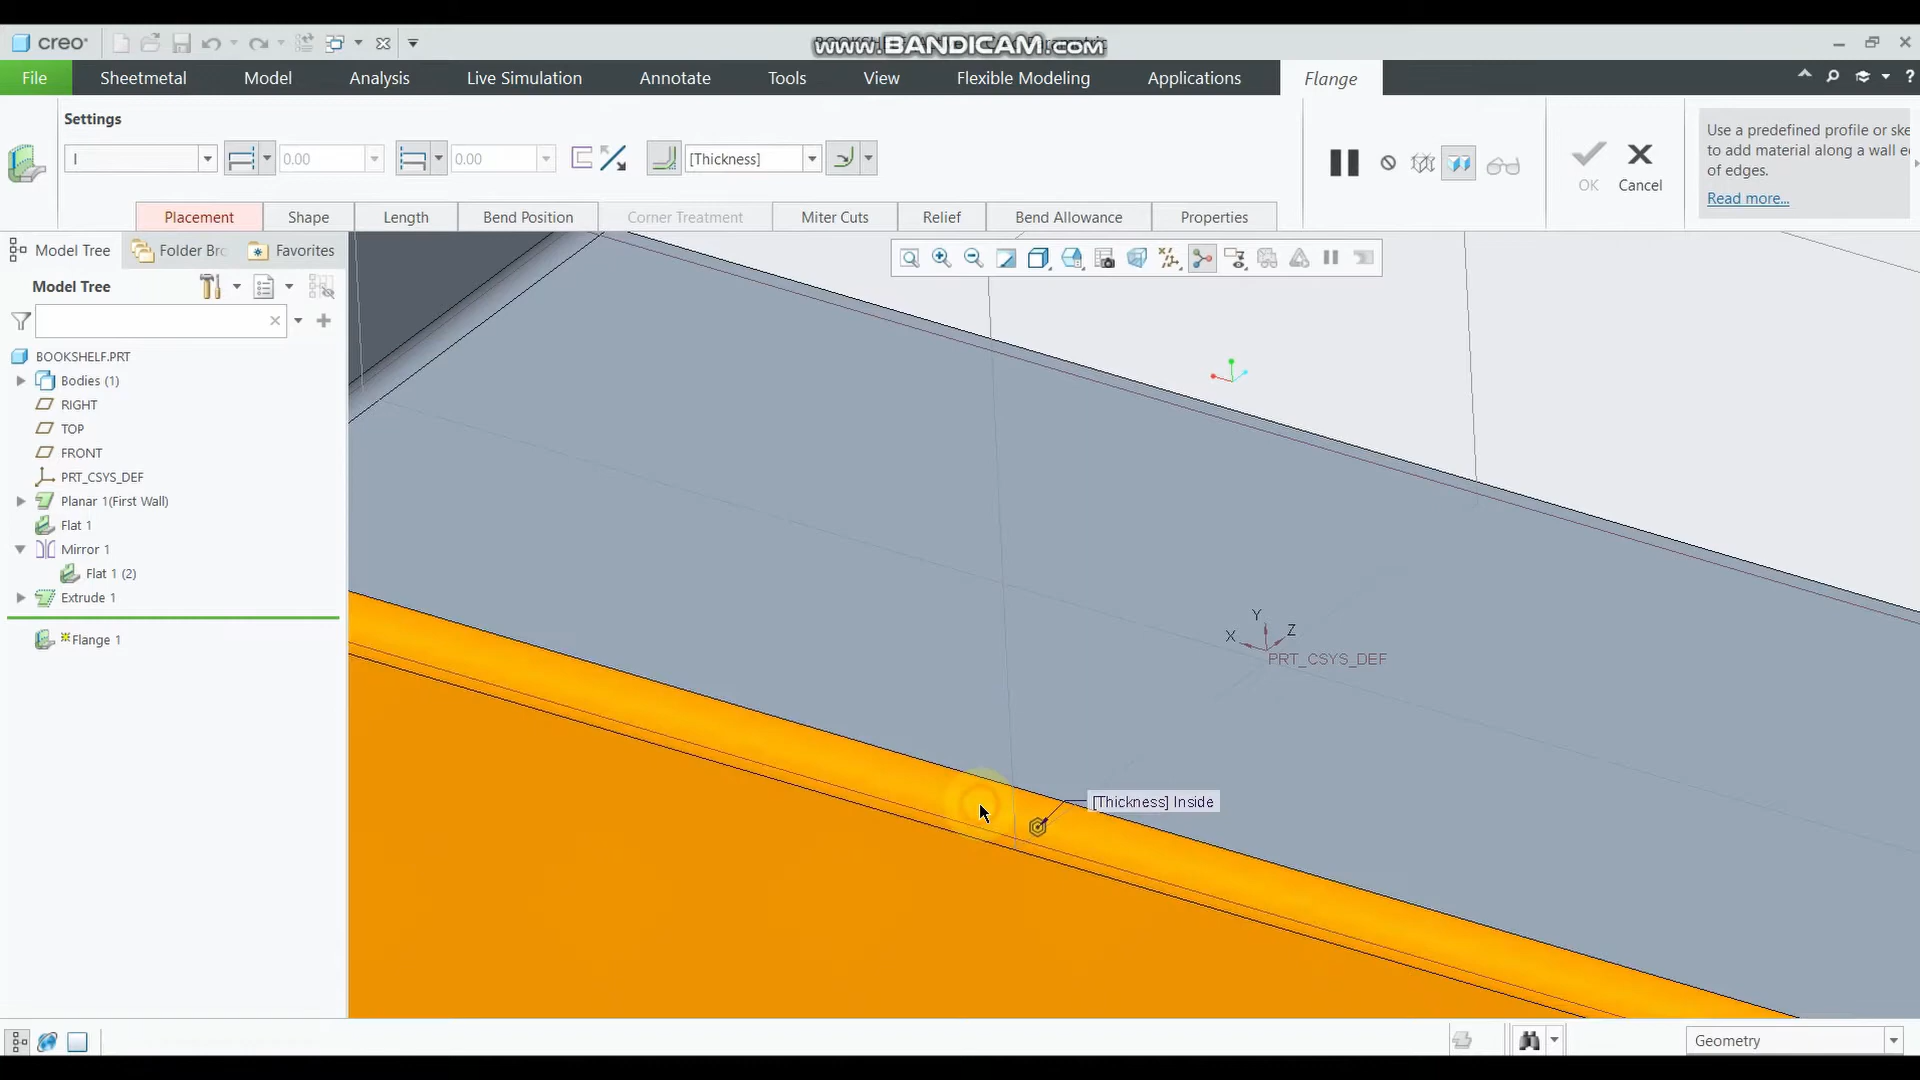 creo
www.BANDICAM.com
File Sheetmetal Model Analysis Live Simulation Annotate Tools View Flexible Modeling Applications Flange
Settings
I 0.00 0.00 [Thickness]
OK Cancel
Use a predefined profile or ske
to add material along a wall e
of edges.
Read more...
Placement Shape Length Bend Position Corner Treatment Miter Cuts Relief Bend Allowance Properties
Model Tree Folder Br Favorites
Model Tree
BOOKSHELF.PRT
Bodies (1)
RIGHT
TOP
FRONT
PRT_CSYS_DEF
Planar 1(First Wall)
Flat 1
Mirror 1
Flat 1 (2)
Extrude 1
Flange 1
Y
X Z
PRT_CSYS_DEF
[Thickness] Inside
Geometry